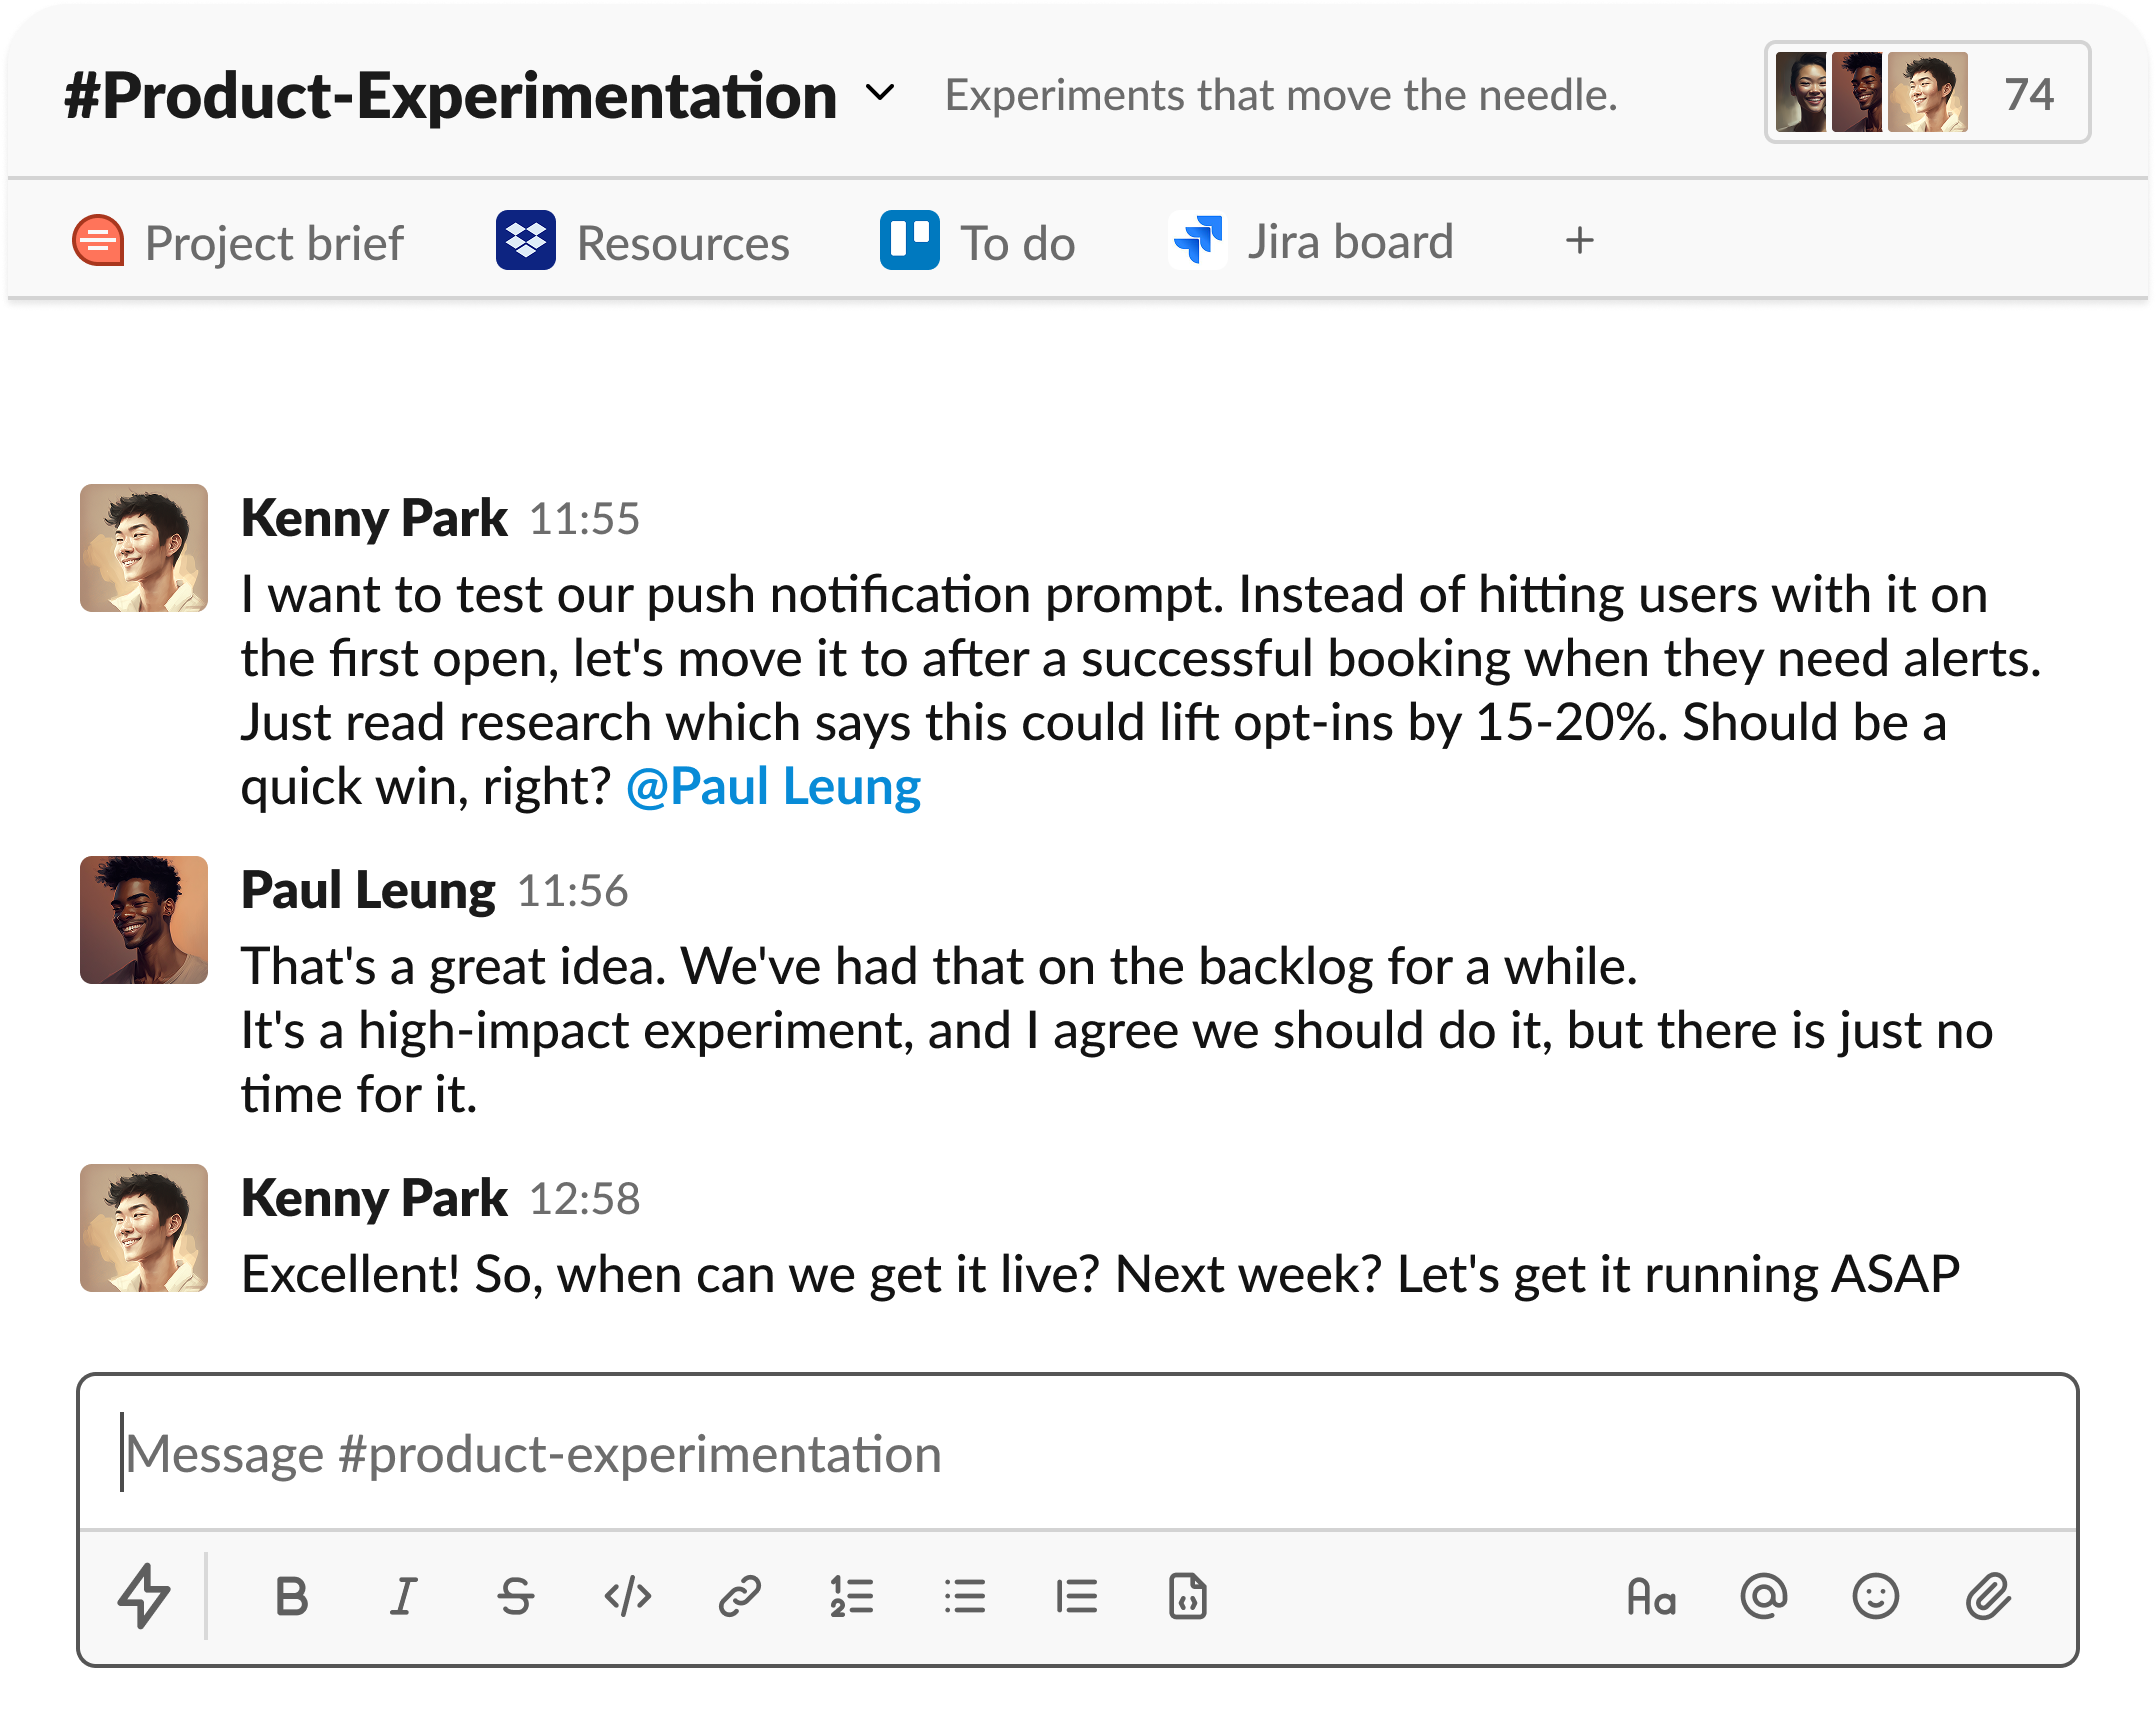 #Product-Experimentation Experiments that move the needle. 74
Project brief Resources To do Jira board +
Kenny Park 11:55
I want to test our push notification prompt. Instead of hitting users with it on
the first open, let's move it to after a successful booking when they need alerts.
Just read research which says this could lift opt-ins by 15-20%. Should be a
quick win, right? @Paul Leung
Paul Leung 11:56
That's a great idea. We've had that on the backlog for a while.
It's a high-impact experiment, and I agree we should do it, but there is just no
time for it.
Kenny Park 12:58
Excellent! So, when can we get it live? Next week? Let's get it running ASAP
Message #product-experimentation
B I S </> Aa @